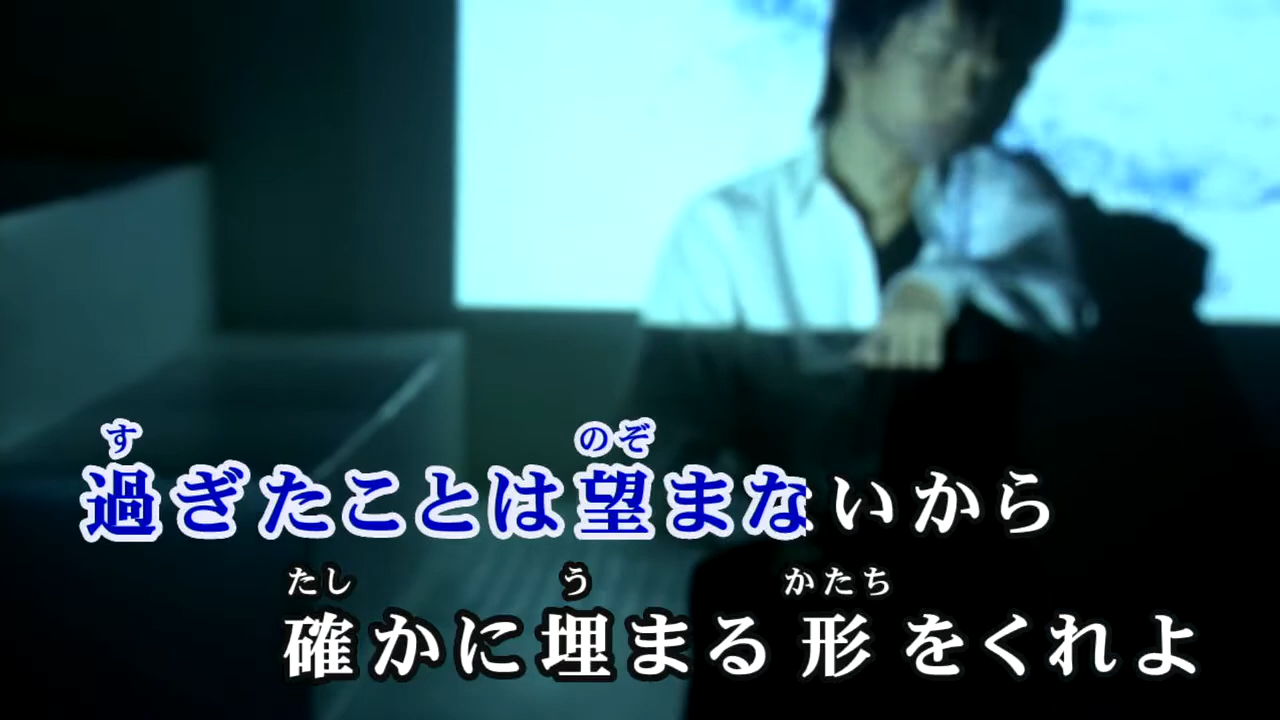 す のぞ
過ぎたことは望まないから
たし う かたち
確かに埋まる形をくれよ